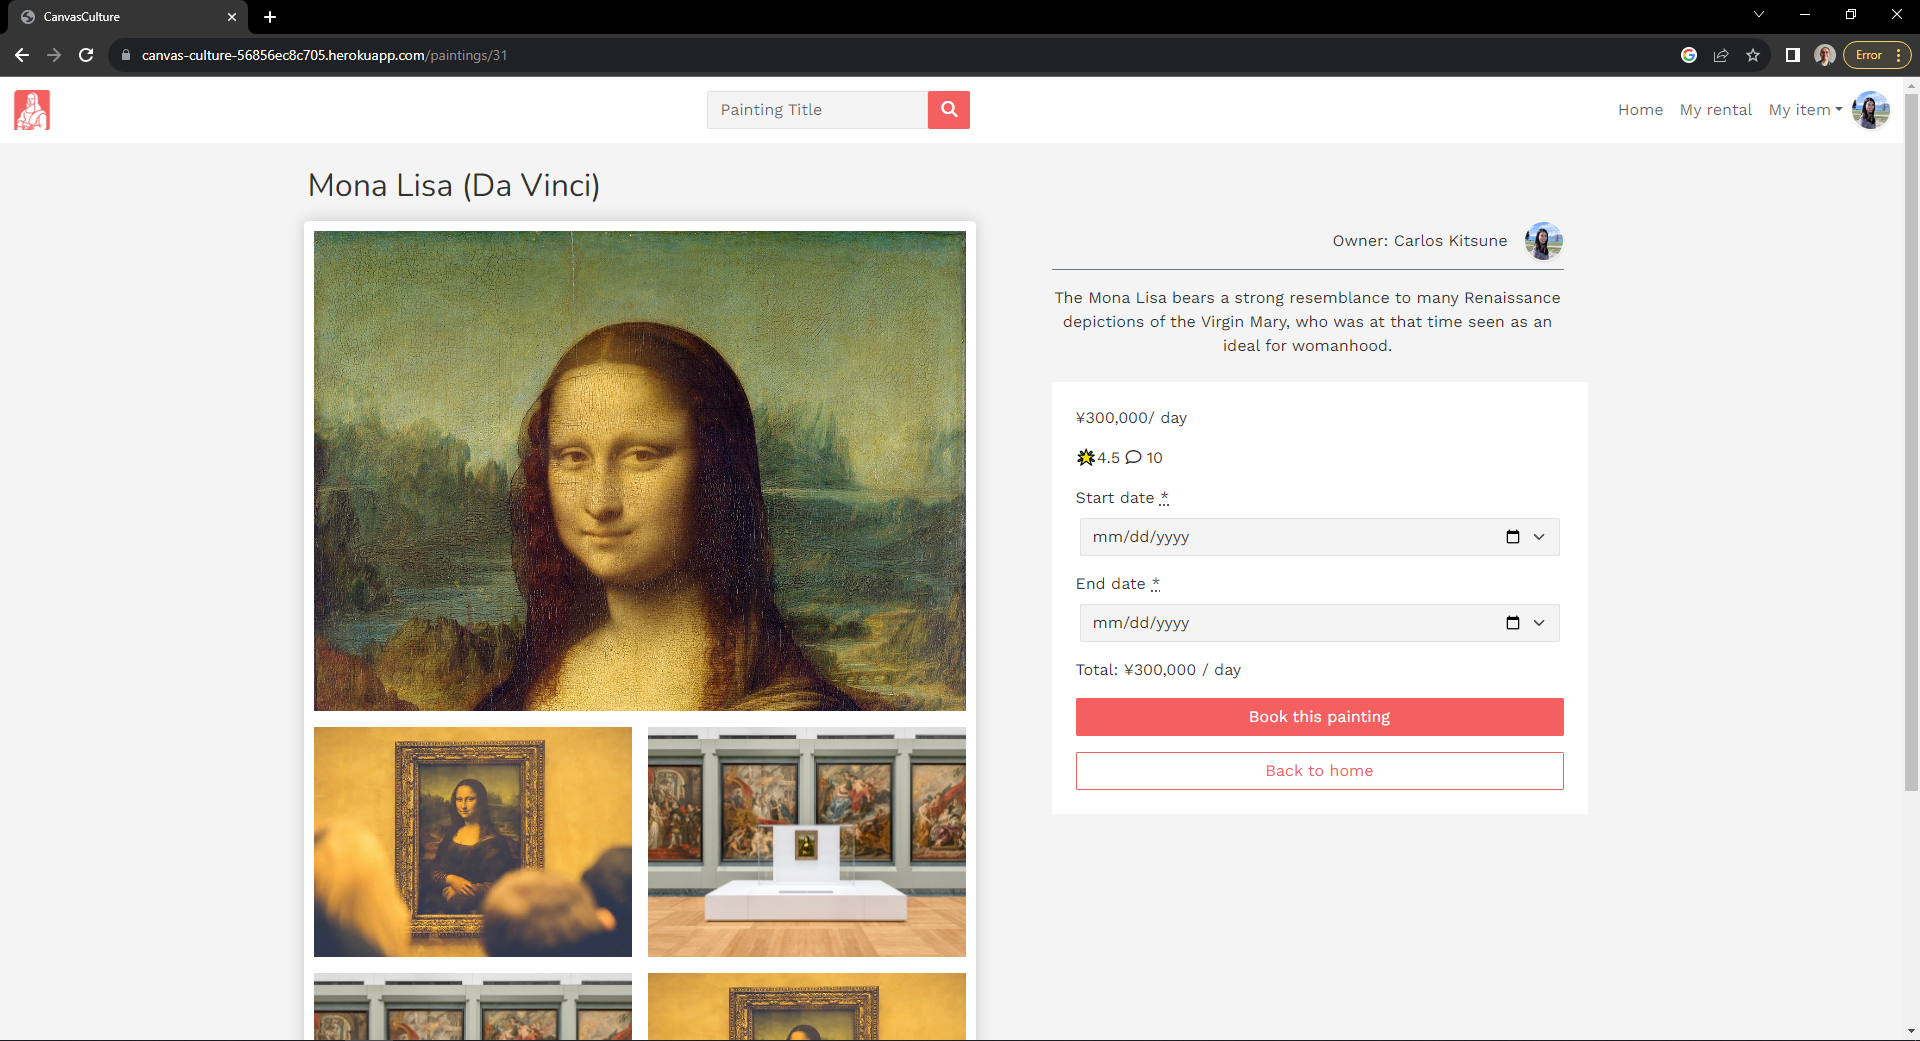 CanvasCulture
canvas-culture-56856ec8c705.herokuapp.com/paintings/31
Error
Painting Title
Home My rental My item
Mona Lisa (Da Vinci)
Owner: Carlos Kitsune
The Mona Lisa bears a strong resemblance to many Renaissance
depictions of the Virgin Mary, who was at that time seen as an
ideal for womanhood.
¥300,000/ day
4.5 10
Start date *
mm/dd/yyyy
End date *
mm/dd/yyyy
Total: ¥300,000 / day
Book this painting
Back to home